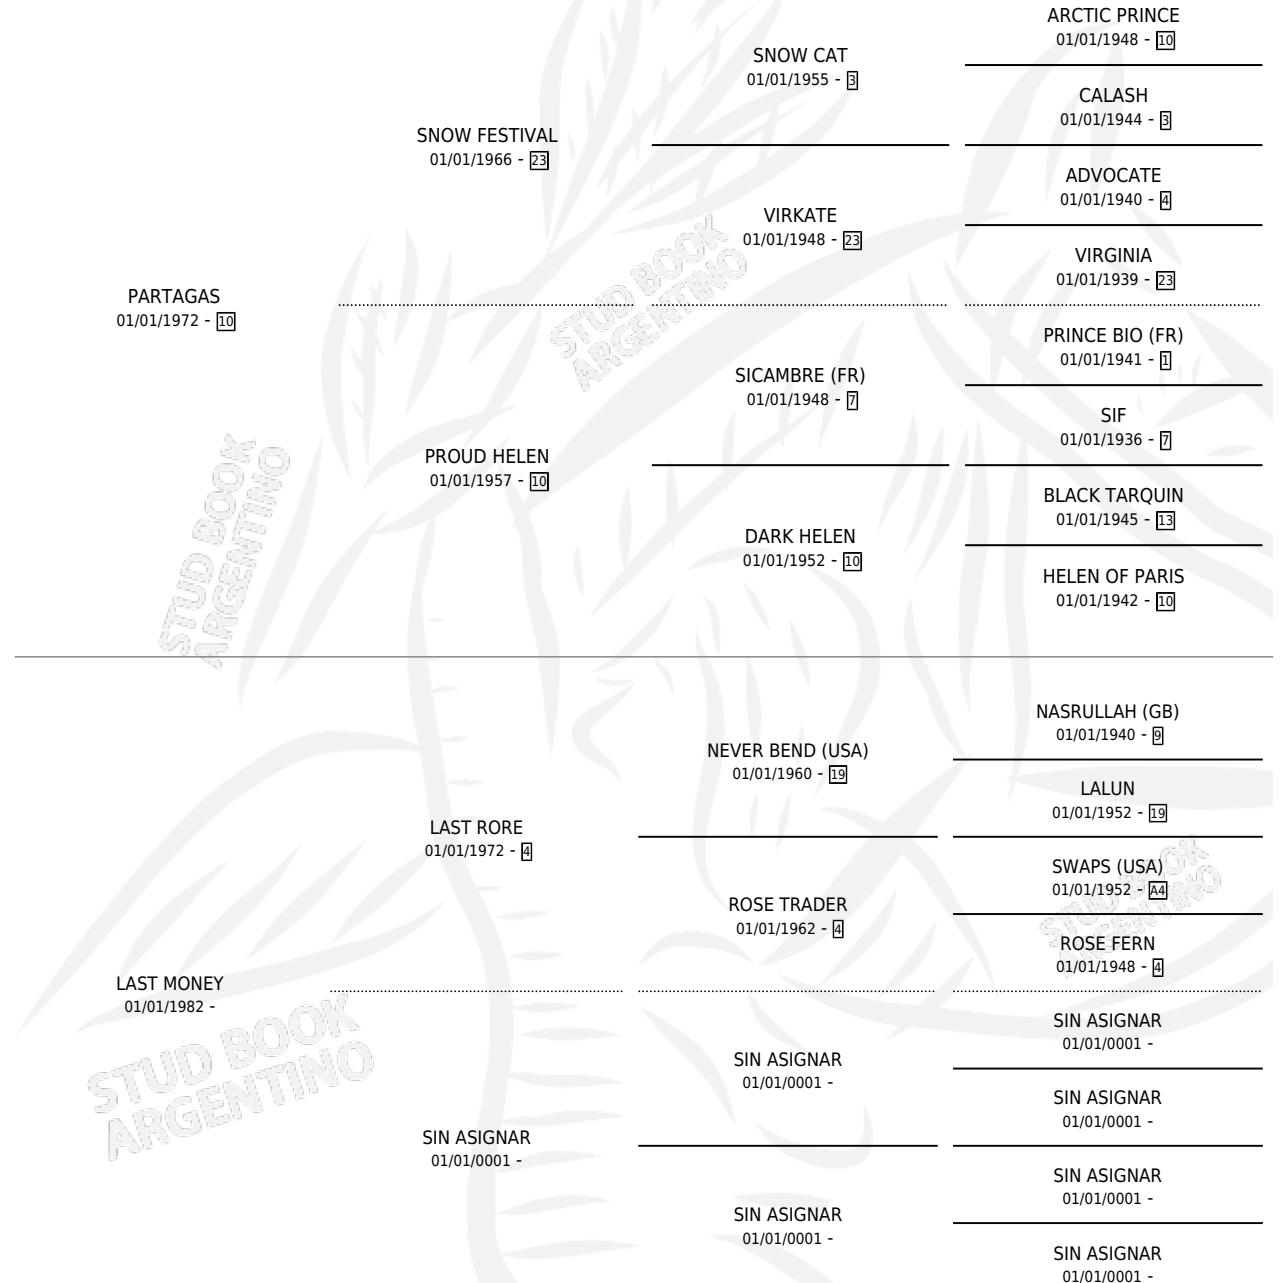 ARCTIC PRINCE
01/01/1948 - 10
SNOW CAT
01/01/1955 - 3
CALASH
01/01/1944 - 3
SNOW FESTIVAL
01/01/1966 - 23
ADVOCATE
01/01/1940 - 4
VIRKATE
01/01/1948 - 23
VIRGINIA
01/01/1939 - 23
PARTAGAS
01/01/1972 - 10
PRINCE BIO (FR)
01/01/1941 - 1
SICAMBRE (FR)
01/01/1948 - 7
SIF
01/01/1936 - 7
PROUD HELEN
01/01/1957 - 10
BLACK TARQUIN
01/01/1945 - 13
DARK HELEN
01/01/1952 - 10
HELEN OF PARIS
01/01/1942 - 10
NASRULLAH (GB)
01/01/1940 - 9
NEVER BEND (USA)
01/01/1960 - 19
LALUN
01/01/1952 - 19
LAST RORE
01/01/1972 - 4
SWAPS (USA)
01/01/1952 - A4
ROSE TRADER
01/01/1962 - 4
ROSE FERN
01/01/1948 - 4
LAST MONEY
01/01/1982 -
SIN ASIGNAR
01/01/0001 -
SIN ASIGNAR
01/01/0001 -
SIN ASIGNAR
01/01/0001 -
SIN ASIGNAR
01/01/0001 -
SIN ASIGNAR
01/01/0001 -
SIN ASIGNAR
01/01/0001 -
SIN ASIGNAR
01/01/0001 -
STUD BOOK
ARGENTINO
STUD BOOK
ARGENTINO
STUD BOOK
ARGENTINO
STUD BOOK
ARGENTINO